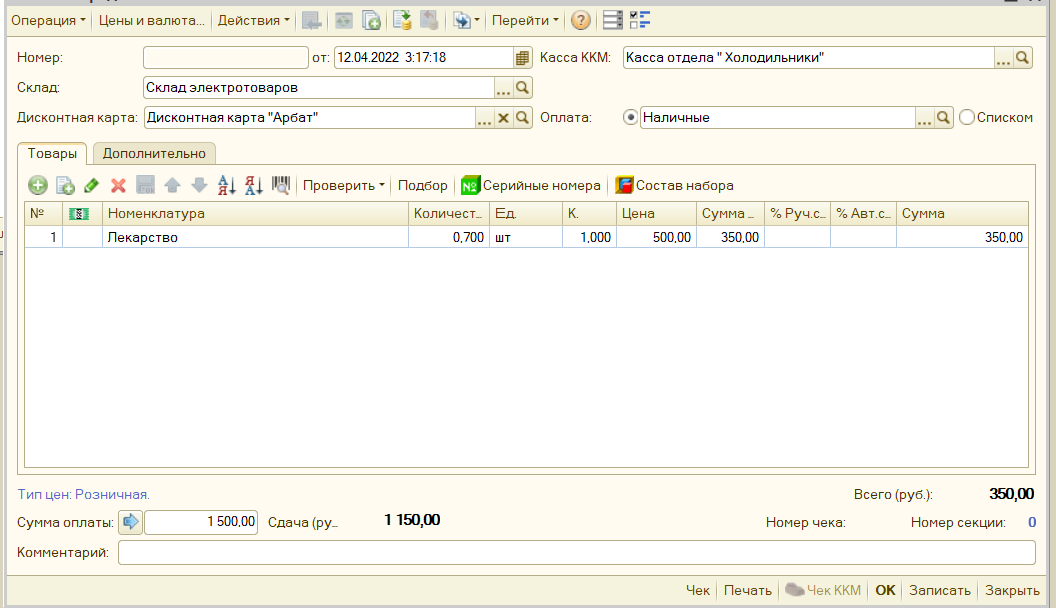 Операция Цены и валюта... Действия Перейти
Номер: от: 12.04.2022 3:17:18 Касса ККМ: Касса отдела " Холодильники"
Склад: Склад электротоваров
Дисконтная карта: Дисконтная карта "Арбат" Оплата: Наличные Списком
Товары Дополнительно
Проверить Подбор № Серийные номера Состав набора
№ Номенклатура Количест... Ед. К. Цена Сумма ... % Руч.с... % Авт.с... Сумма
1 Лекарство 0,700 шт 1,000 500,00 350,00 350,00
Тип цен: Розничная. Всего (руб.): 350,00
Сумма оплаты: 1 500,00 Сдача (ру... 1 150,00 Номер чека: Номер секции: 0
Комментарий:
Чек Печать Чек ККМ OK Записать Закрыть